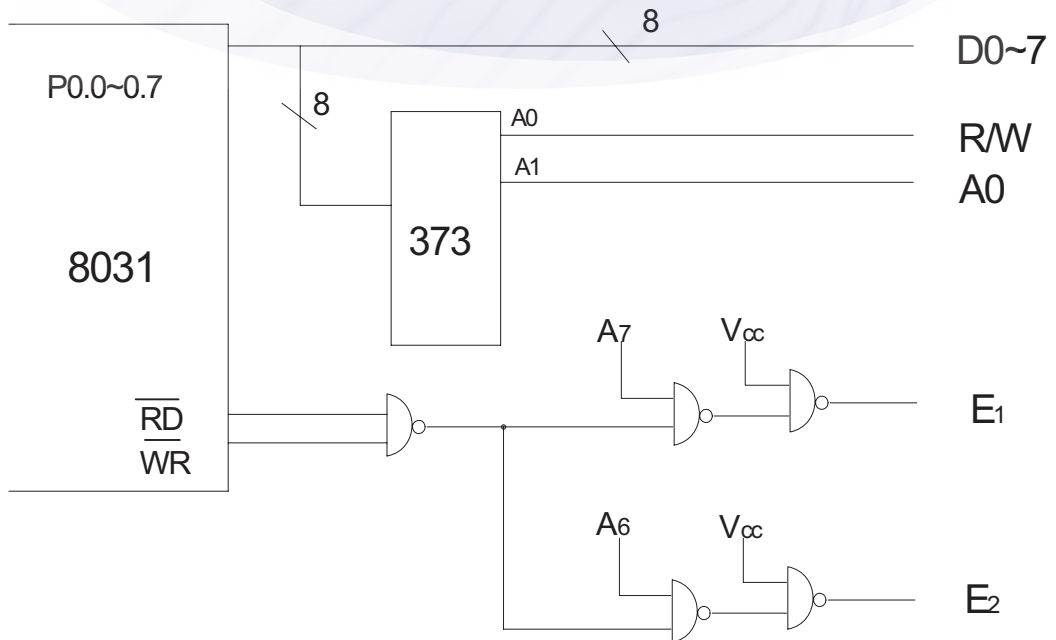 8
D0~7
P0.0~0.7
8
A0
R/W
A1
A0
373
8031
A7
Vcc
RD
E1
WR
A6
Vcc
E2